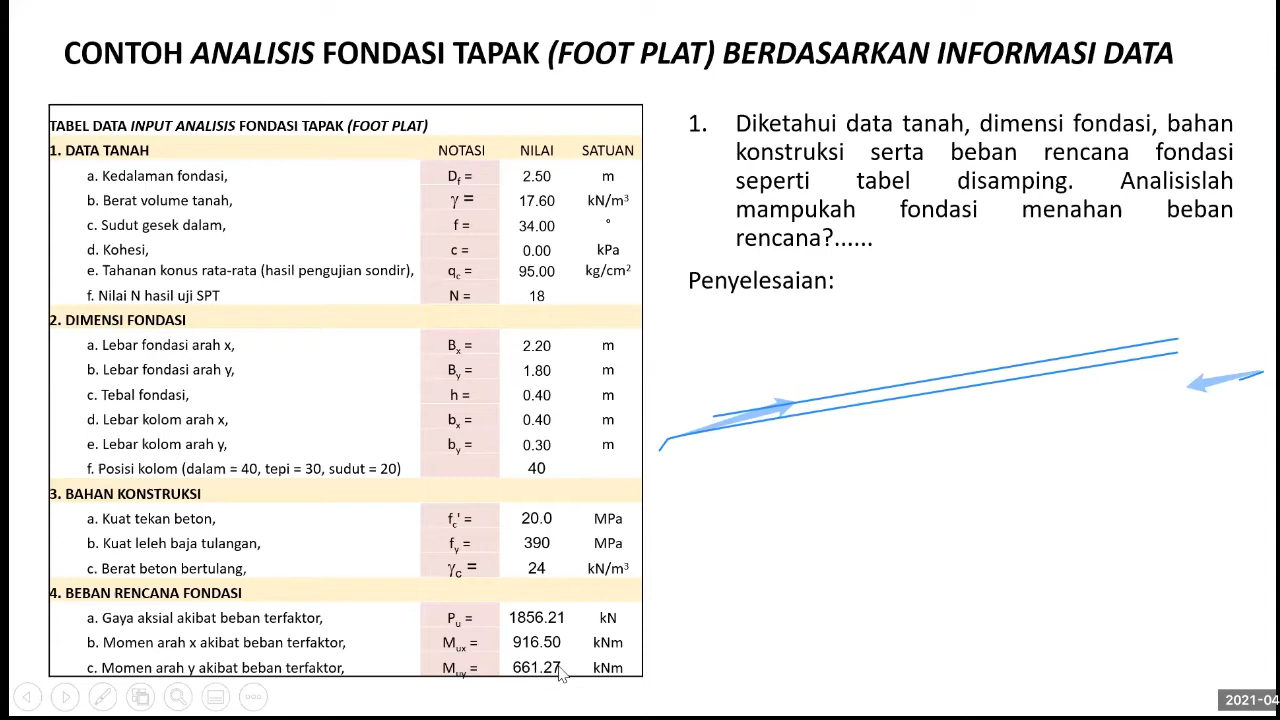 CONTOH ANALISIS FONDASI TAPAK (FOOT PLAT) BERDASARKAN INFORMASI DATA
TABEL DATA INPUT ANALISIS FONDASI TAPAK (FOOT PLAT)
1. DATA TANAH NOTASI NILAI SATUAN
a. Kedalaman fondasi, Df = 2.50 m
b. Berat volume tanah, γ = 17.60 kN/m³
c. Sudut gesek dalam, f = 34.00 °
d. Kohesi, c = 0.00 kPa
e. Tahanan konus rata-rata (hasil pengujian sondir), qc = 95.00 kg/cm²
f. Nilai N hasil uji SPT N = 18
2. DIMENSI FONDASI
a. Lebar fondasi arah x, Bx = 2.20 m
b. Lebar fondasi arah y, By = 1.80 m
c. Tebal fondasi, h = 0.40 m
d. Lebar kolom arah x, bx = 0.40 m
e. Lebar kolom arah y, by = 0.30 m
f. Posisi kolom (dalam = 40, tepi = 30, sudut = 20) 40
3. BAHAN KONSTRUKSI
a. Kuat tekan beton, fc' = 20.0 MPa
b. Kuat leleh baja tulangan, fy = 390 MPa
c. Berat beton bertulang, γc = 24 kN/m³
4. BEBAN RENCANA FONDASI
a. Gaya aksial akibat beban terfaktor, Pu = 1856.21 kN
b. Momen arah x akibat beban terfaktor, Mux = 916.50 kNm
c. Momen arah y akibat beban terfaktor, Muy = 661.27 kNm
1. Diketahui data tanah, dimensi fondasi, bahan
konstruksi serta beban rencana fondasi
seperti tabel disamping. Analisislah
mampukah fondasi menahan beban
rencana?......
Penyelesaian:
2021-04